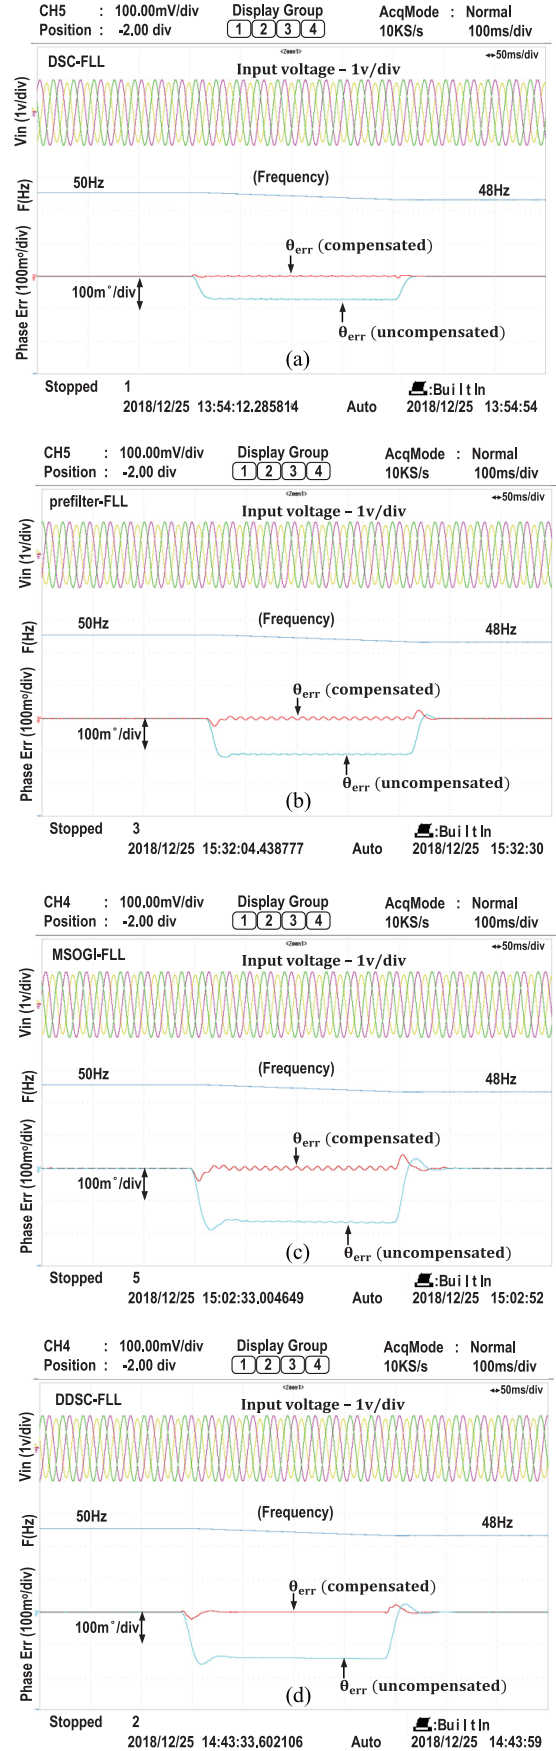 CH5 : 100.00mV/div Display Group AcqMode : Normal
Position : -2.00 div 1 2 3 4 10KS/s 100ms/div
<Zoom1> ↔50ms/div
DSC-FLL Input voltage – 1v/div
Vin (1v/div)
50Hz (Frequency) 48Hz
F(Hz)
θerr (compensated)
100m°/div
Phase Err (100mº/div)
θerr (uncompensated)
(a)
Stopped 1 :BuiltIn
2018/12/25 13:54:12.285814 Auto 2018/12/25 13:54:54
CH5 : 100.00mV/div Display Group AcqMode : Normal
Position : -2.00 div 1 2 3 4 10KS/s 100ms/div
<Zoom1> ↔50ms/div
prefilter-FLL Input voltage – 1v/div
Vin (1v/div)
50Hz (Frequency) 48Hz
F(Hz)
θerr (compensated)
100m°/div
Phase Err (100mº/div)
θerr (uncompensated)
(b)
Stopped 3 :BuiltIn
2018/12/25 15:32:04.438777 Auto 2018/12/25 15:32:30
CH4 : 100.00mV/div Display Group AcqMode : Normal
Position : -2.00 div 1 2 3 4 10KS/s 100ms/div
<Zoom1> ↔50ms/div
MSOGI-FLL Input voltage – 1v/div
Vin (1v/div)
50Hz (Frequency) 48Hz
F(Hz)
θerr (compensated)
100m°/div
Phase Err (100mº/div)
θerr (uncompensated)
(c)
Stopped 5 :BuiltIn
2018/12/25 15:02:33.004649 Auto 2018/12/25 15:02:52
CH4 : 100.00mV/div Display Group AcqMode : Normal
Position : -2.00 div 1 2 3 4 10KS/s 100ms/div
<Zoom1> ↔50ms/div
DDSC-FLL Input voltage – 1v/div
Vin (1v/div)
50Hz (Frequency) 48Hz
F(Hz)
θerr (compensated)
100m°/div
Phase Err (100mº/div)
θerr (uncompensated)
(d)
Stopped 2 :BuiltIn
2018/12/25 14:43:33.602106 Auto 2018/12/25 14:43:59